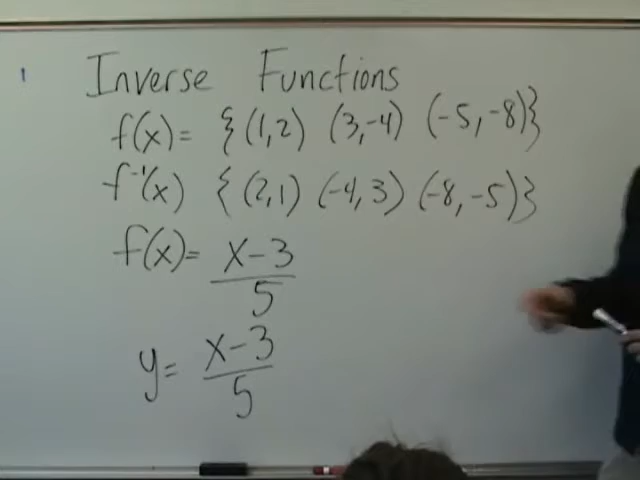 Inverse Functions
f(x)= {(1,2) (3,-4) (-5,-8)}
f⁻¹(x) {(2,1) (-4,3) (-8,-5)}
f(x)= x-3
5
y= x-3
5